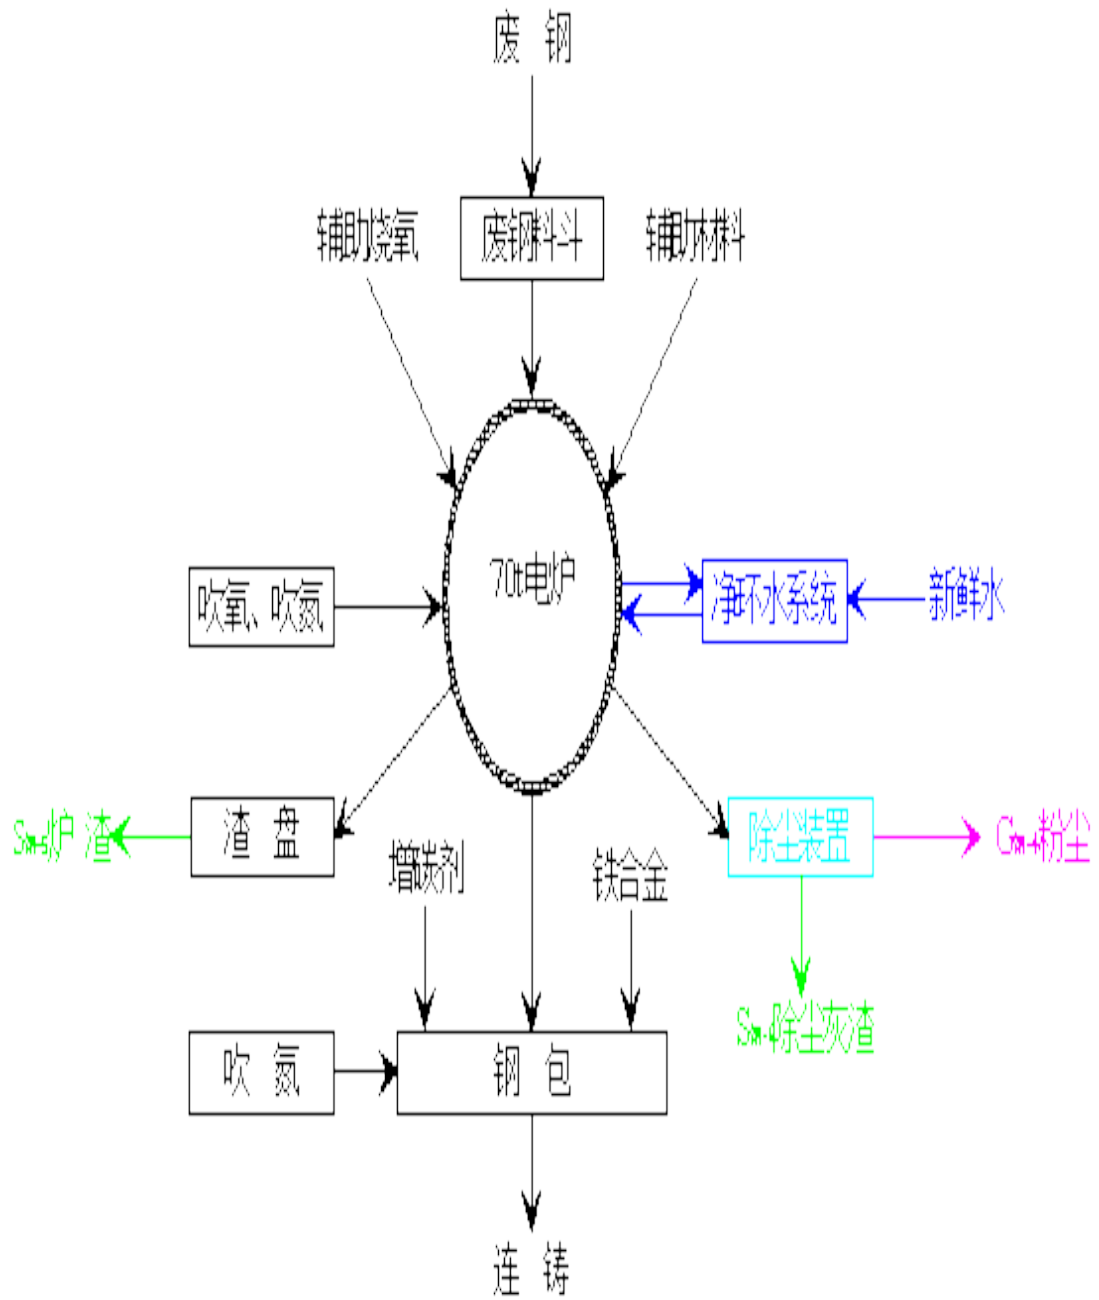 废 钢
辅助烧氧
废钢料斗
辅助材料
70t电炉
吹氧、吹氮
净环水系统
新鲜水
炉 渣
渣 盘
增碳剂
铁合金
除尘装置
粉尘
除尘灰渣
吹 氮
钢 包
连 铸